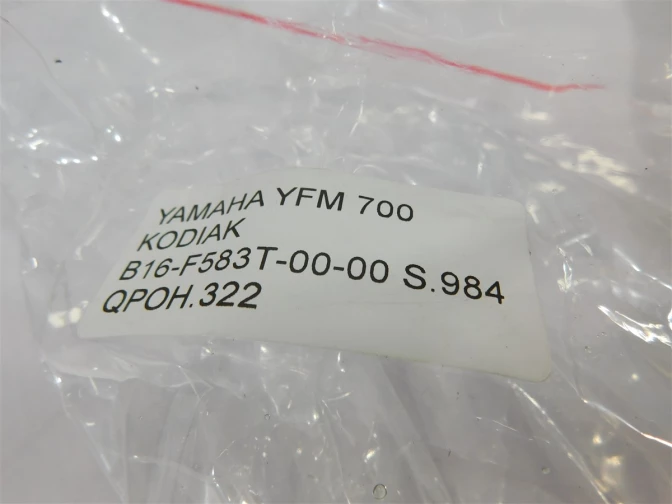 YAMAHA YFM 700
KODIAK
B16-F583T-00-00 S.984
QPOH.322